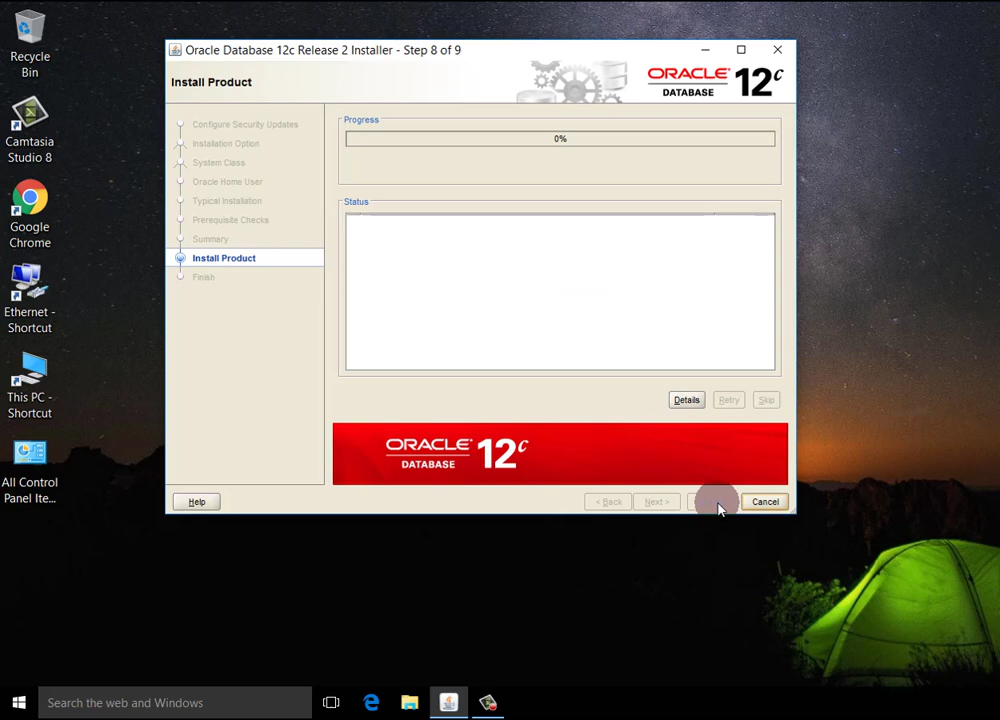 Recycle
Bin
Camtasia
Studio 8
Google
Chrome
Ethernet -
Shortcut
This PC -
Shortcut
All Control
Panel Ite...
Oracle Database 12c Release 2 Installer - Step 8 of 9
Install Product
ORACLE
DATABASE
12c
Configure Security Updates
Installation Option
System Class
Oracle Home User
Typical Installation
Prerequisite Checks
Summary
Install Product
Finish
Progress
0%
Status
Details
Retry
Skip
ORACLE
DATABASE
12c
Help
< Back
Next >
Cancel
Search the web and Windows